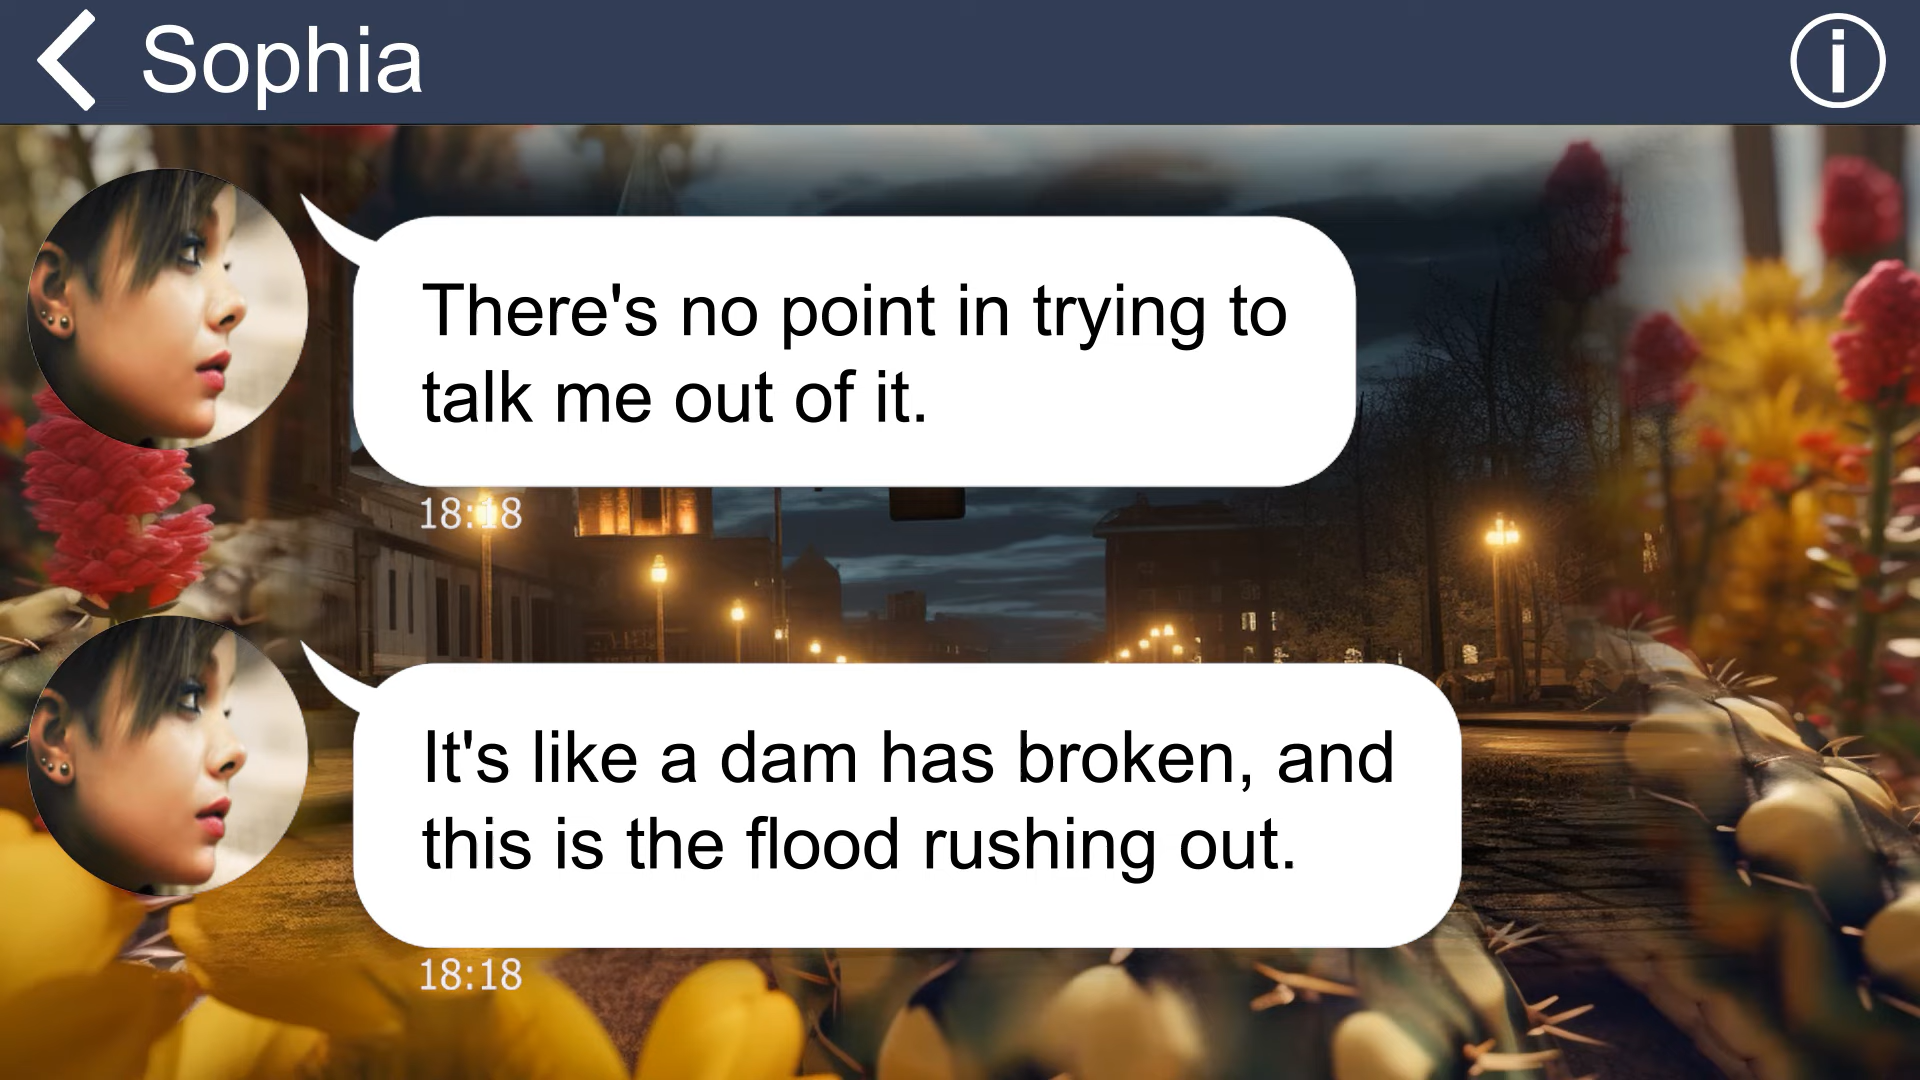 Sophia
There's no point in trying to
talk me out of it.
18:18
It's like a dam has broken, and
this is the flood rushing out.
18:18